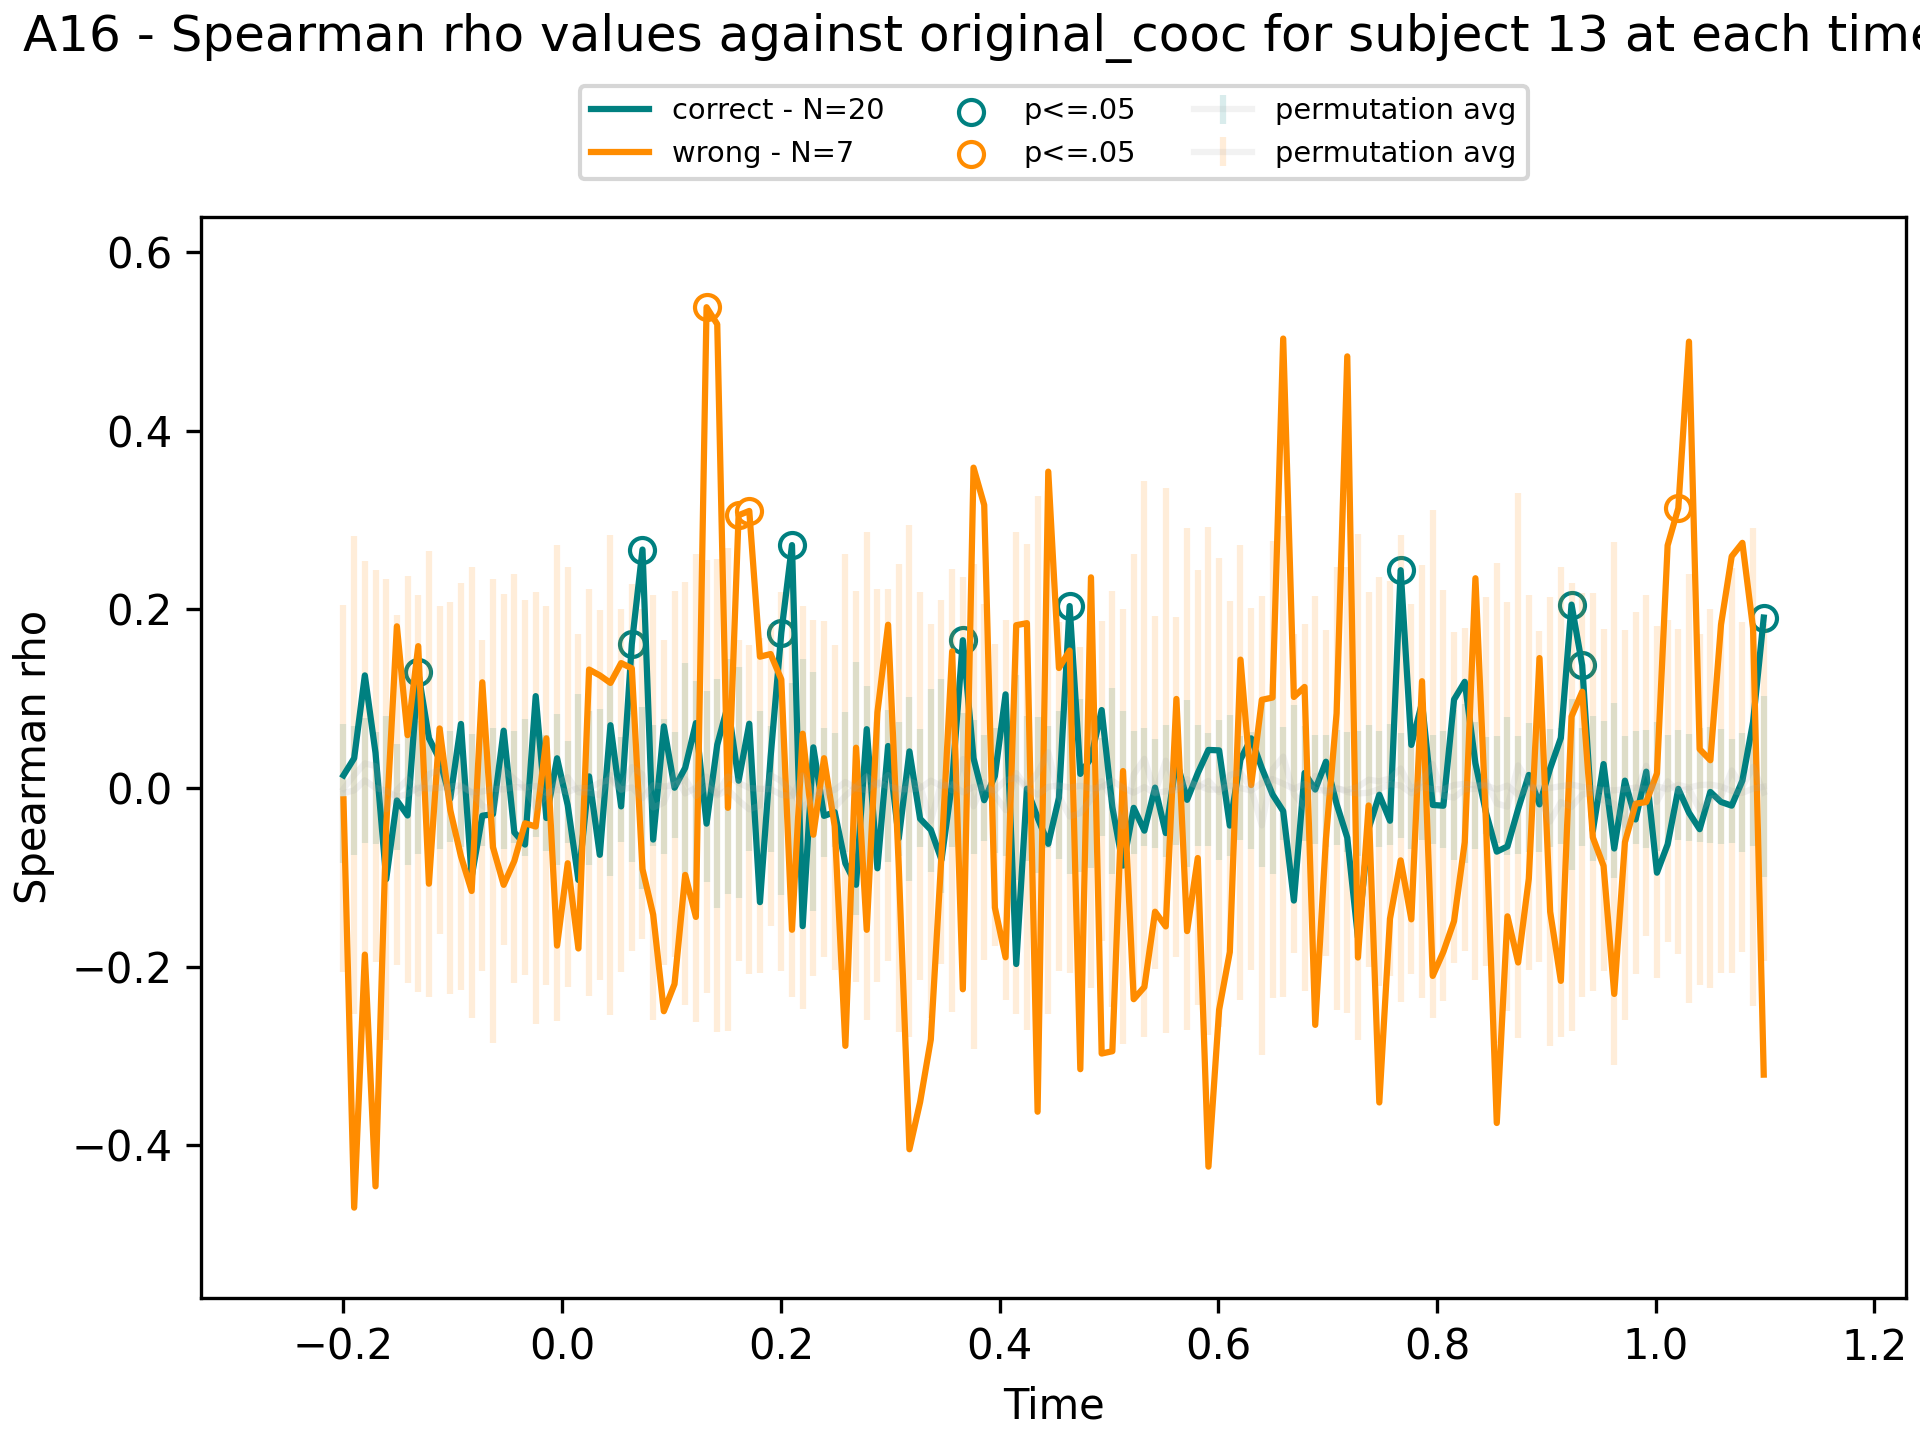 A16 - Spearman rho values against original_cooc for subject 13 at each time
correct - N=20
wrong - N=7
p<=.05
p<=.05
permutation avg
permutation avg
Spearman rho
0.6
0.4
0.2
0.0
−0.2
−0.4
−0.2
0.0
0.2
0.4
0.6
0.8
1.0
1.2
Time